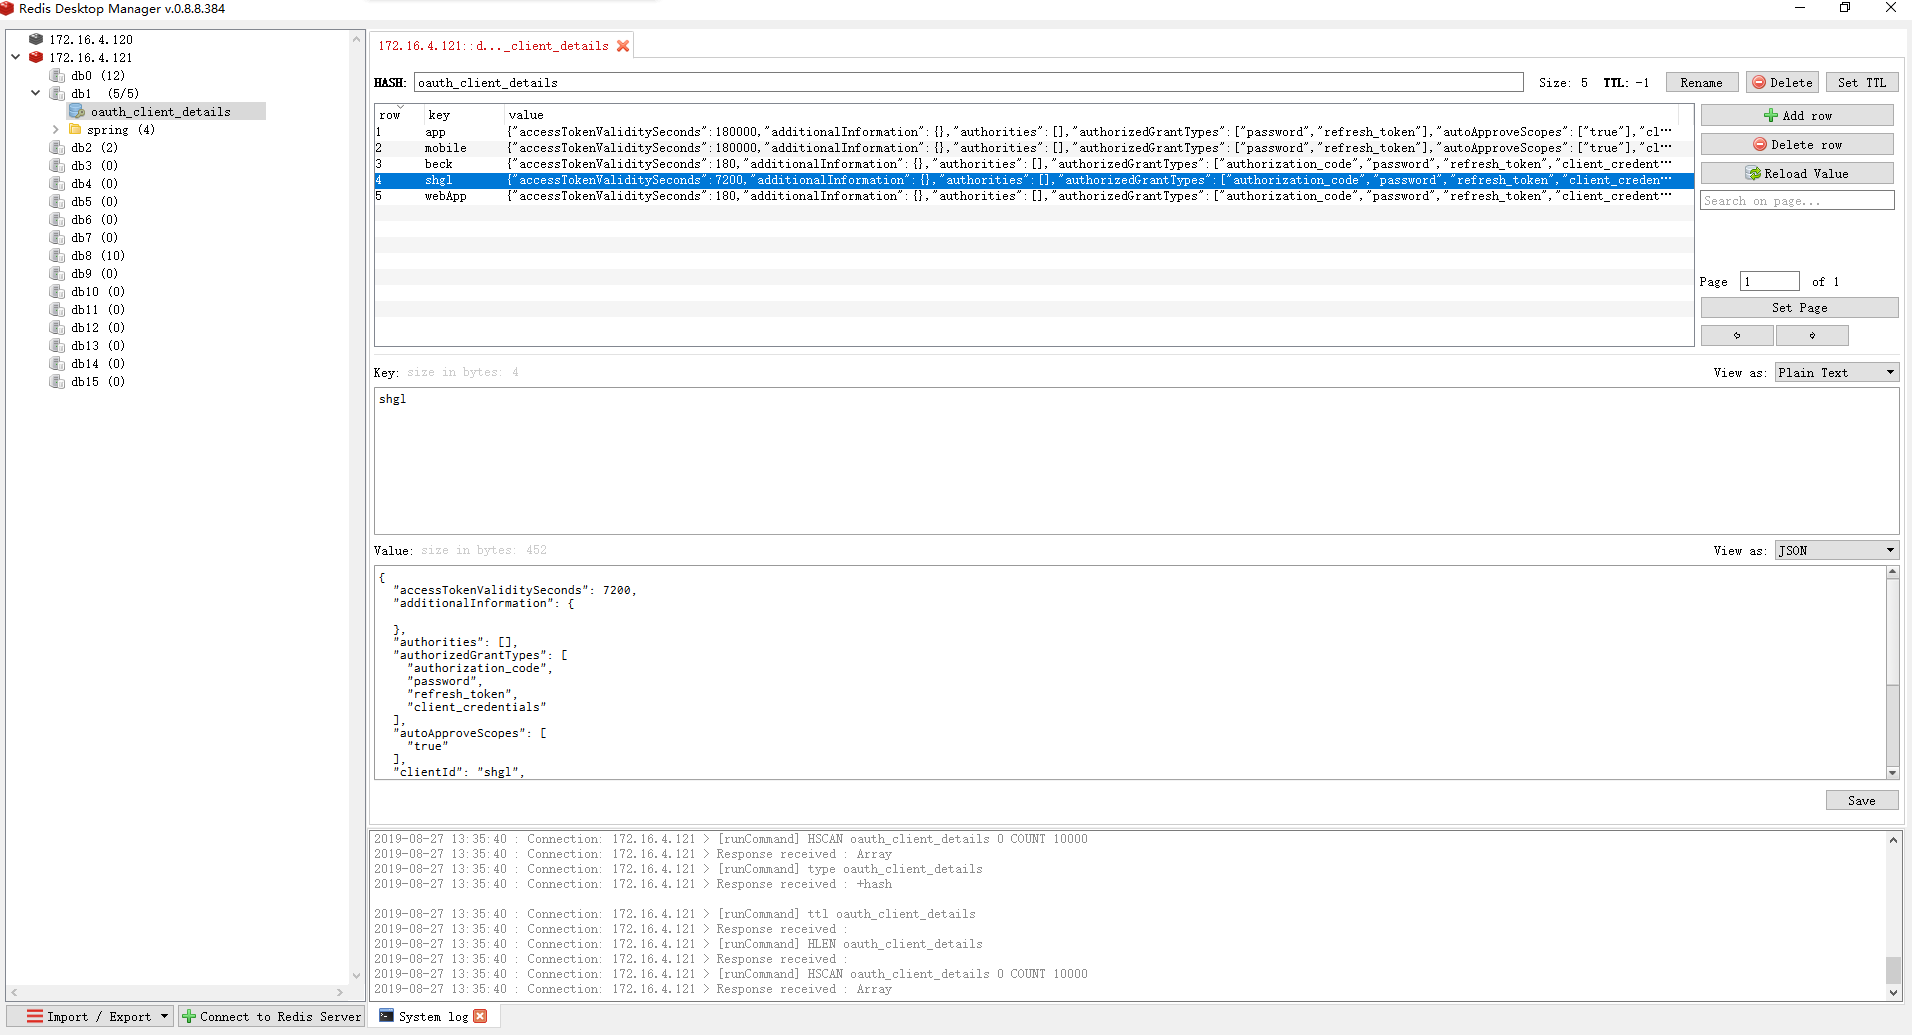 Redis Desktop Manager v.0.8.8.384
172.16.4.120
172.16.4.121
db0 (12)
db1 (5/5)
oauth_client_details
spring (4)
db2 (2)
db3 (0)
db4 (0)
db5 (0)
db6 (0)
db7 (0)
db8 (10)
db9 (0)
db10 (0)
db11 (0)
db12 (0)
db13 (0)
db14 (0)
db15 (0)
Import / Export
Connect to Redis Server
172.16.4.121::d..._client_details
HASH: oauth_client_details Size: 5 TTL: -1 Rename Delete Set TTL
row key value
1 app {"accessTokenValiditySeconds":180000,"additionalInformation":{},"authorities":[],"authorizedGrantTypes":["password","refresh_token"],"autoApproveScopes":["true"],"cl…
2 mobile {"accessTokenValiditySeconds":180000,"additionalInformation":{},"authorities":[],"authorizedGrantTypes":["password","refresh_token"],"autoApproveScopes":["true"],"cl…
3 beck {"accessTokenValiditySeconds":180,"additionalInformation":{},"authorities":[],"authorizedGrantTypes":["authorization_code","password","refresh_token","client_credent…
4 shgl {"accessTokenValiditySeconds":7200,"additionalInformation":{},"authorities":[],"authorizedGrantTypes":["authorization_code","password","refresh_token","client_creden…
5 webApp {"accessTokenValiditySeconds":180,"additionalInformation":{},"authorities":[],"authorizedGrantTypes":["authorization_code","password","refresh_token","client_credent…
Add row
Delete row
Reload Value
Search on page...
Page 1 of 1
Set Page
Key: size in bytes: 4 View as: Plain Text
shgl
Value: size in bytes: 452 View as: JSON
{
"accessTokenValiditySeconds": 7200,
"additionalInformation": {
},
"authorities": [],
"authorizedGrantTypes": [
"authorization_code",
"password",
"refresh_token",
"client_credentials"
],
"autoApproveScopes": [
"true"
],
"clientId": "shgl",
Save
2019-08-27 13:35:40 : Connection: 172.16.4.121 > [runCommand] HSCAN oauth_client_details 0 COUNT 10000
2019-08-27 13:35:40 : Connection: 172.16.4.121 > Response received : Array
2019-08-27 13:35:40 : Connection: 172.16.4.121 > [runCommand] type oauth_client_details
2019-08-27 13:35:40 : Connection: 172.16.4.121 > Response received : +hash
2019-08-27 13:35:40 : Connection: 172.16.4.121 > [runCommand] ttl oauth_client_details
2019-08-27 13:35:40 : Connection: 172.16.4.121 > Response received :
2019-08-27 13:35:40 : Connection: 172.16.4.121 > [runCommand] HLEN oauth_client_details
2019-08-27 13:35:40 : Connection: 172.16.4.121 > Response received :
2019-08-27 13:35:40 : Connection: 172.16.4.121 > [runCommand] HSCAN oauth_client_details 0 COUNT 10000
2019-08-27 13:35:40 : Connection: 172.16.4.121 > Response received : Array
System log